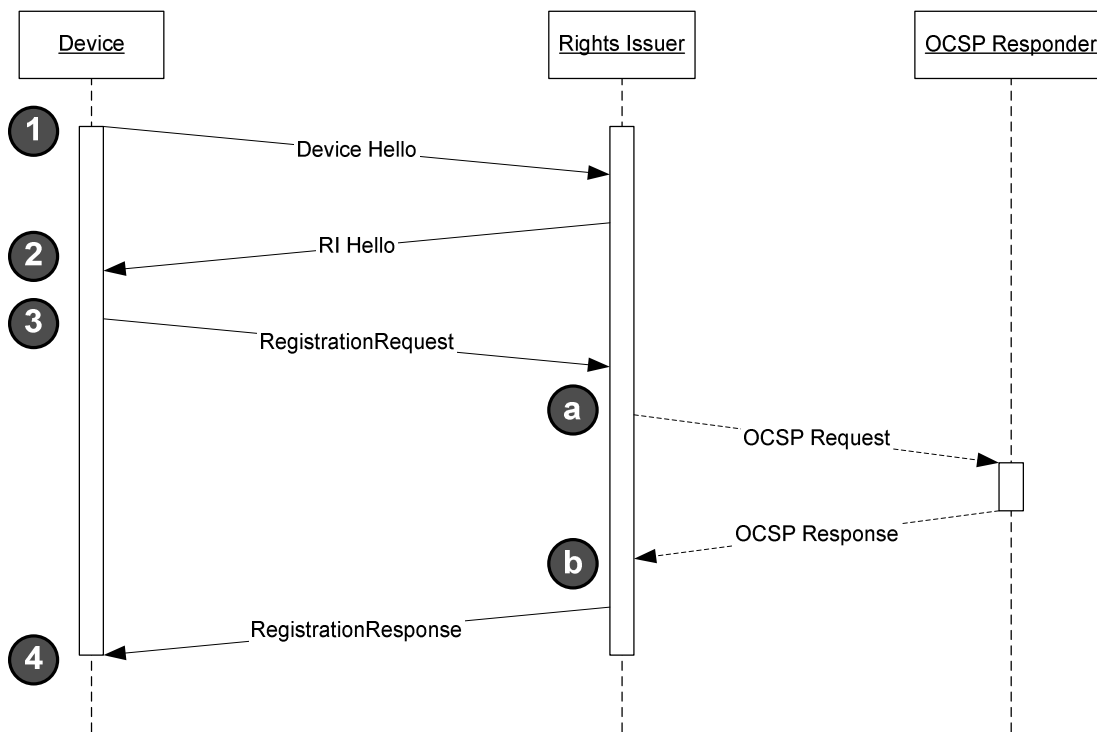 Device
Rights Issuer
OCSP Responder
1
Device Hello
2
RI Hello
3
RegistrationRequest
a
OCSP Request
OCSP Response
b
RegistrationResponse
4